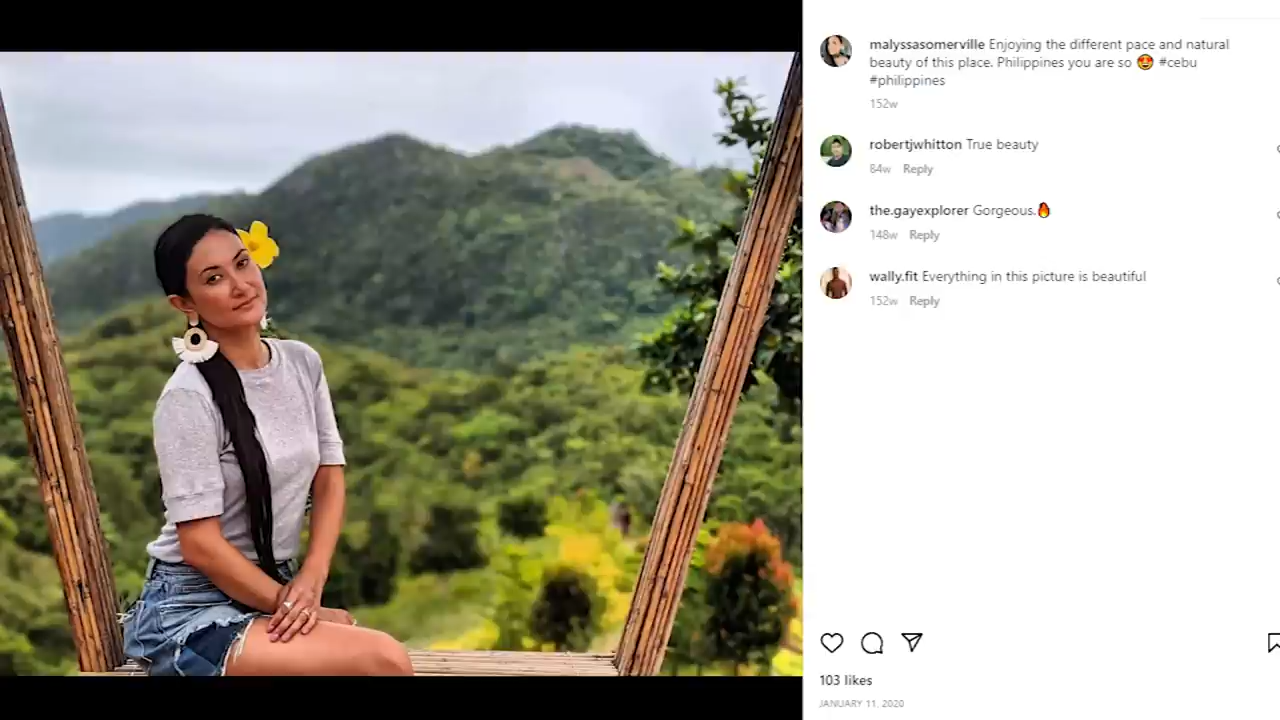 malyssasomerville Enjoying the different pace and natural
beauty of this place. Philippines you are so 🤩 #cebu
#philippines
152w
robertjwhitton True beauty
84w Reply
the.gayexplorer Gorgeous.🔥
148w Reply
wally.fit Everything in this picture is beautiful
152w Reply
103 likes
JANUARY 11, 2020